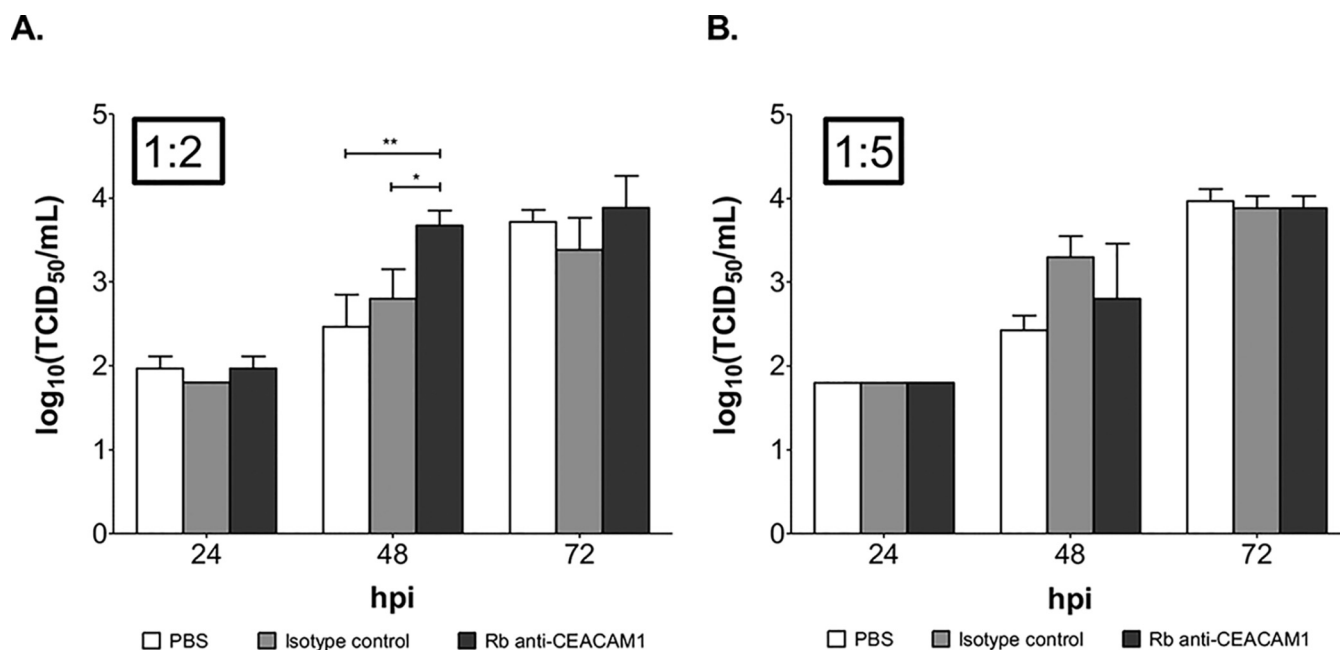 A.
1:2
**
*
log10(TCID50/mL)
5
4
3
2
1
0
24 48 72
hpi
PBS Isotype control Rb anti-CEACAM1
B.
1:5
log10(TCID50/mL)
5
4
3
2
1
0
24 48 72
hpi
PBS Isotype control Rb anti-CEACAM1